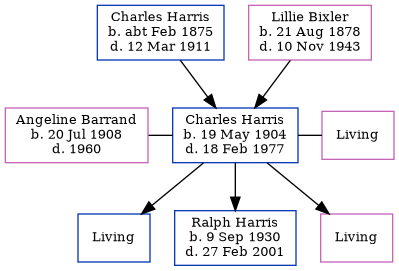 Charles Harris
b. abt Feb 1875
d. 12 Mar 1911
Lillie Bixler
b. 21 Aug 1878
d. 10 Nov 1943
Angeline Barrand
b. 20 Jul 1908
d. 1960
Charles Harris
b. 19 May 1904
d. 18 Feb 1977
Living
Living
Ralph Harris
b. 9 Sep 1930
d. 27 Feb 2001
Living